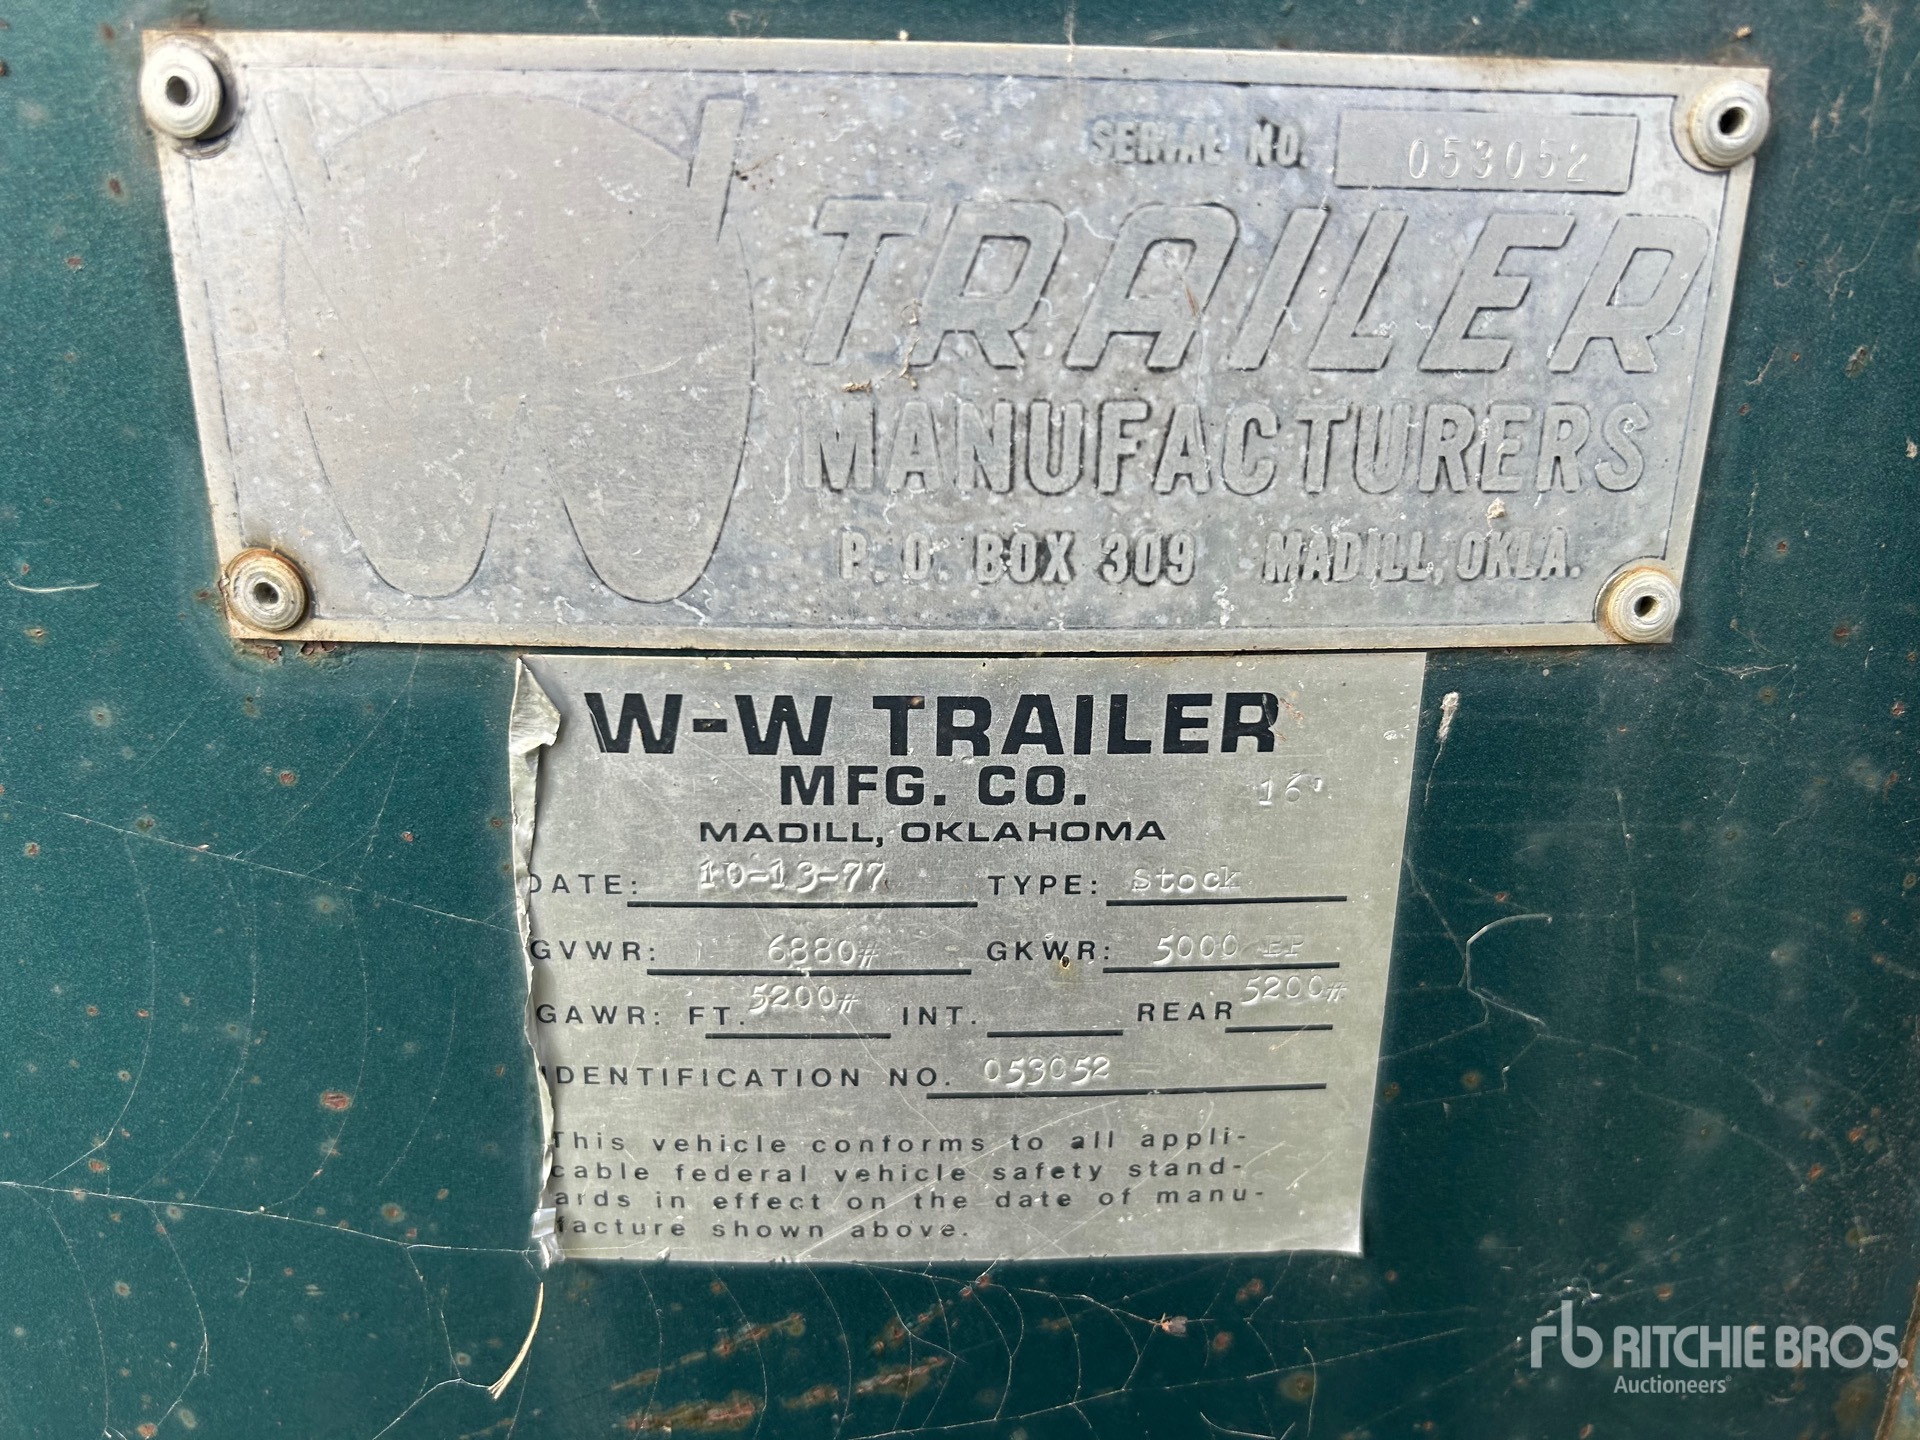 SERIAL NO. 053052
W TRAILER
MANUFACTURERS
P. O. BOX 309 MADILL, OKLA.
W-W TRAILER
MFG. CO. 16'
MADILL, OKLAHOMA
DATE: 10-13-77 TYPE: Stock
GVWR: 6880# GKWR: 5000 BP
GAWR: FT. 5200# INT. REAR 5200#
IDENTIFICATION NO. 053052
This vehicle conforms to all appli-
cable federal vehicle safety stand-
ards in effect on the date of manu-
facture shown above.
rb RITCHIE BROS.
Auctioneers